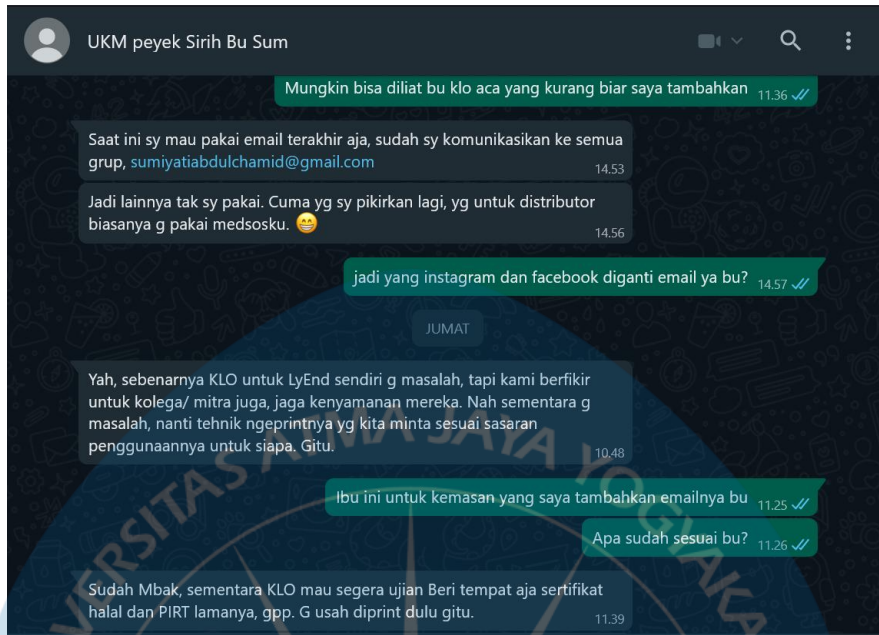 UKM peyek Sirih Bu Sum
Mungkin bisa diliat bu klo aca yang kurang biar saya tambahkan 11.36
Saat ini sy mau pakai email terakhir aja, sudah sy komunikasikan ke semua
grup, sumiyatiabdulchamid@gmail.com
14.53
Jadi lainnya tak sy pakai. Cuma yg sy pikirkan lagi, yg untuk distributor
biasanya g pakai medsosku. 😁
14.56
jadi yang instagram dan facebook diganti email ya bu? 14.57
JUMAT
Yah, sebenarnya KLO untuk LyEnd sendiri g masalah, tapi kami berfikir
untuk kolega/ mitra juga, jaga kenyamanan mereka. Nah sementara g
masalah, nanti tehnik ngeprintnya yg kita minta sesuai sasaran
penggunaannya untuk siapa. Gitu.
10.48
Ibu ini untuk kemasan yang saya tambahkan emailnya bu 11.25
Apa sudah sesuai bu? 11.26
Sudah Mbak, sementara KLO mau segera ujian Beri tempat aja sertifikat
halal dan PIRT lamanya, gpp. G usah diprint dulu gitu.
11.39